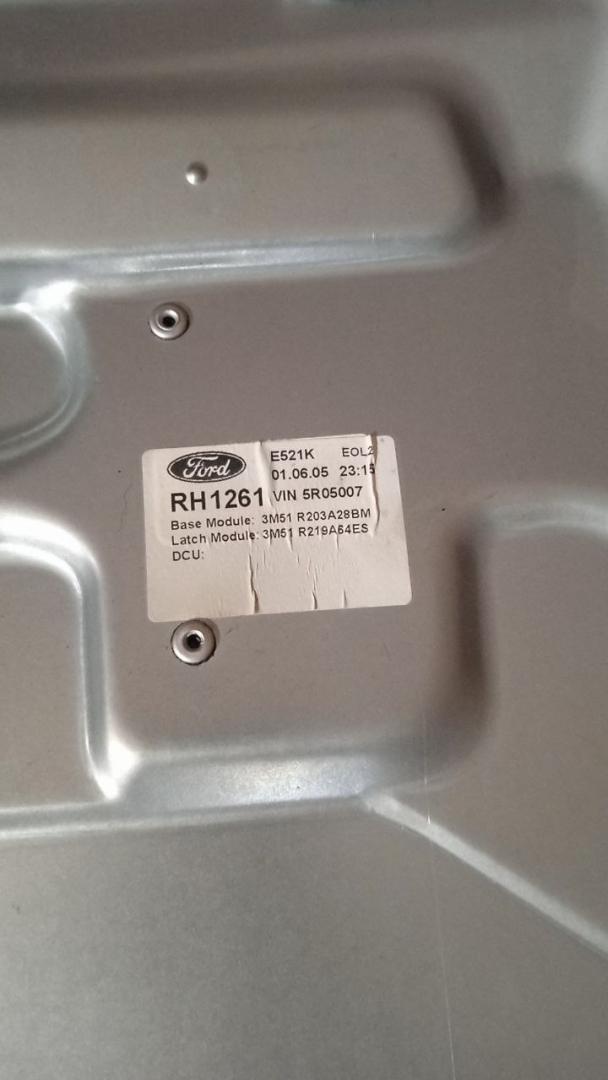 Ford
E521K EOL2
01.06.05 23:15
RH1261 VIN 5R05007
Base Module: 3M51 R203A28BM
Latch Module: 3M51 R219A64ES
DCU: